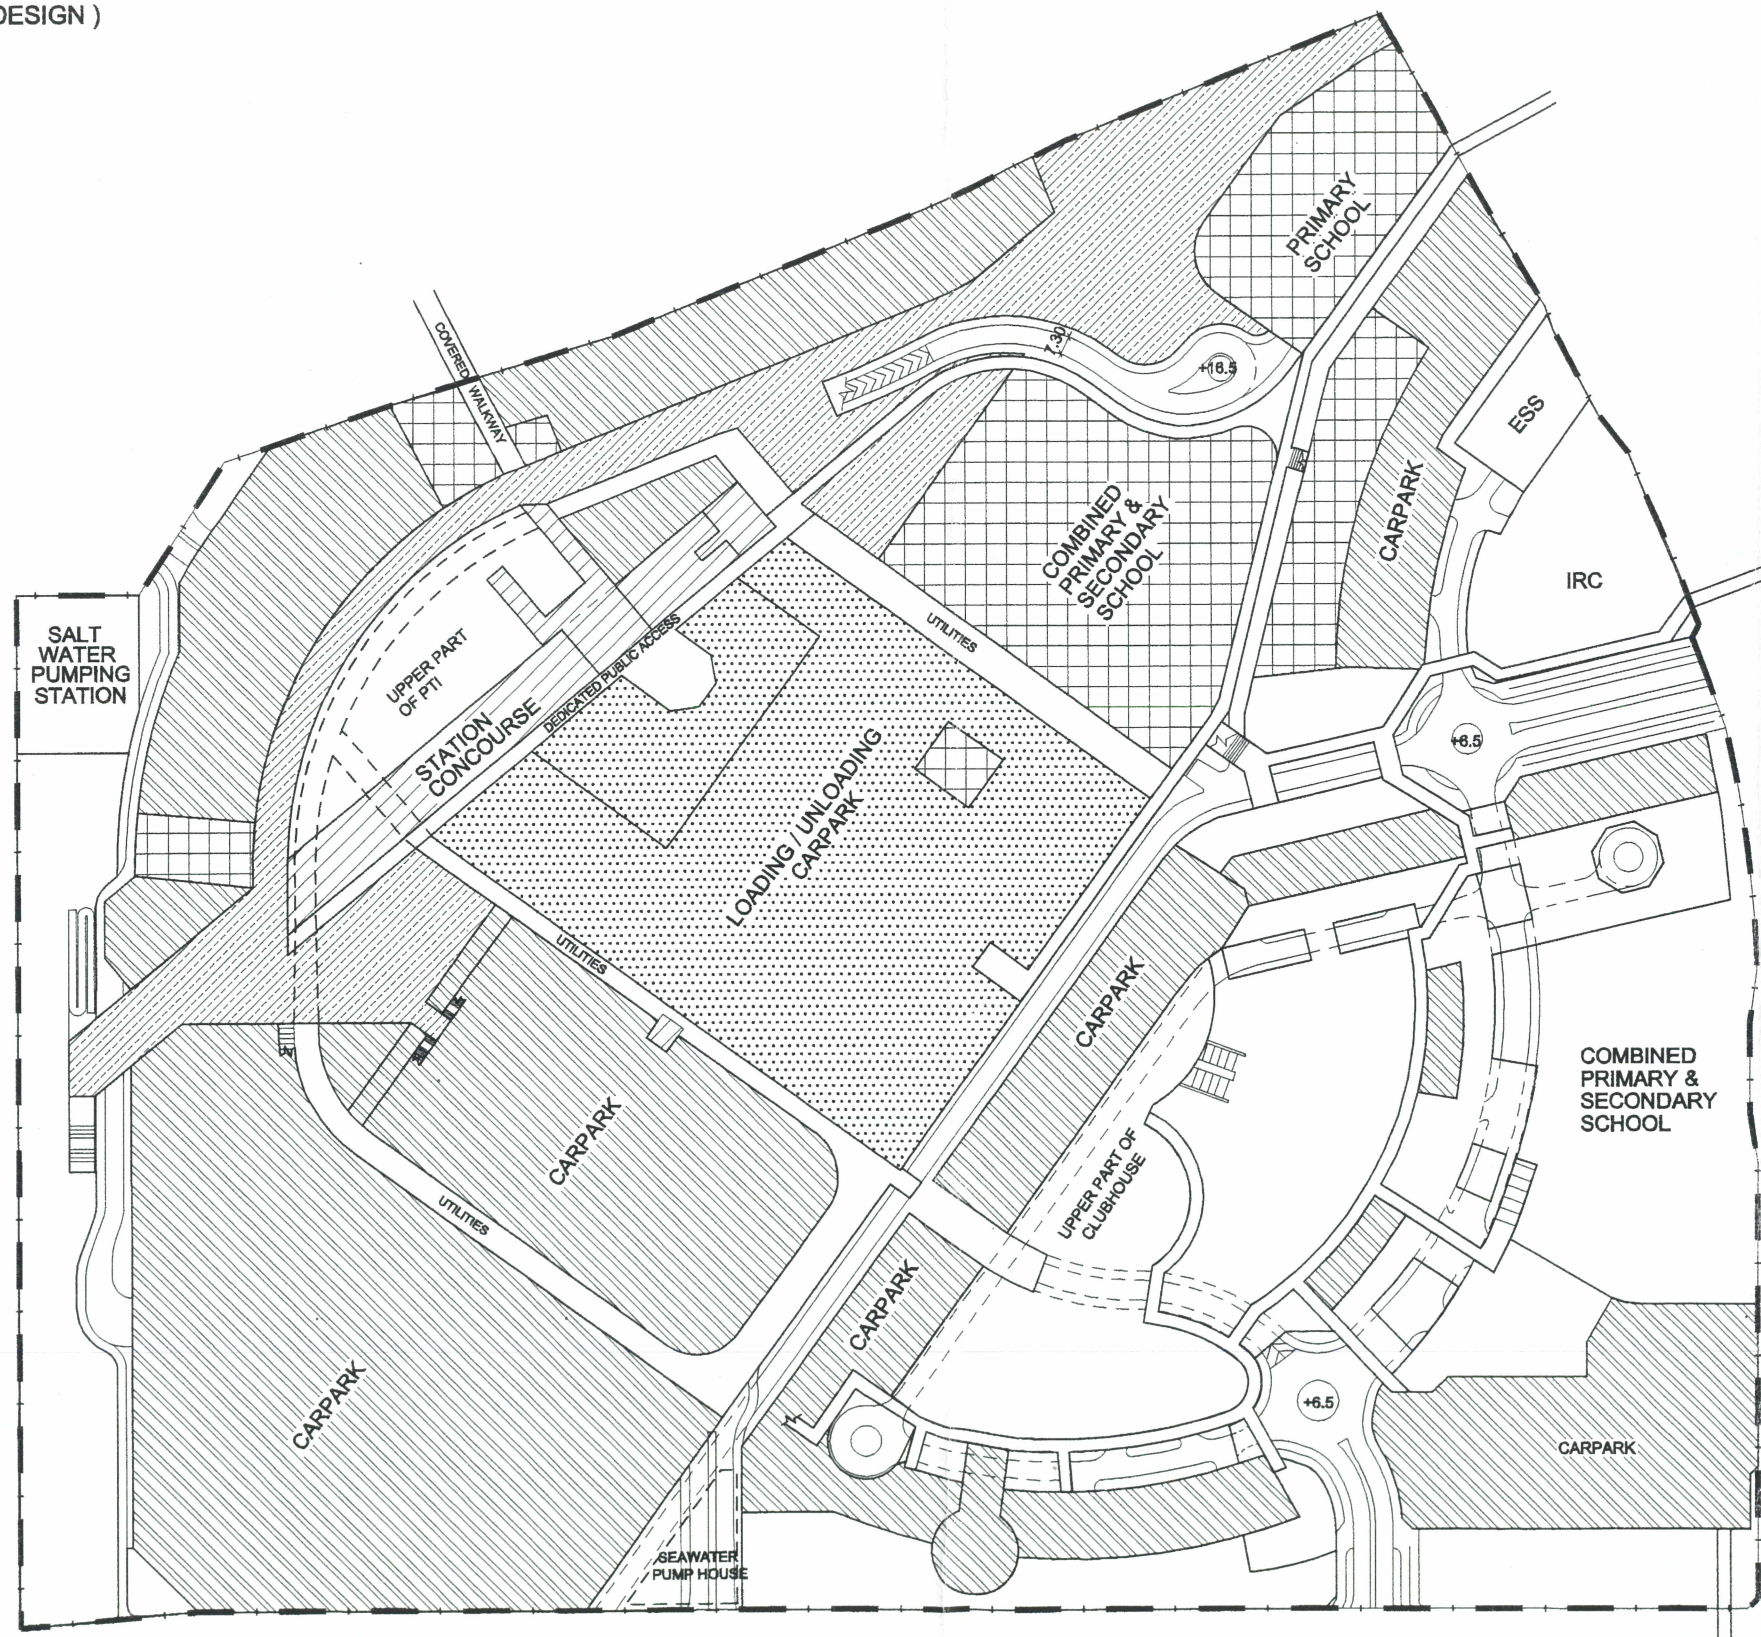 DESIGN )
PRIMARY
SCHOOL
COVERED WALKWAY
7.30
+16.5
ESS
CARPARK
COMBINED
PRIMARY &
SECONDARY
SCHOOL
IRC
UTILITIES
SALT
WATER
PUMPING
STATION
UPPER PART
OF PTI
DEDICATED PUBLIC ACCESS
STATION
CONCOURSE
+6.5
LOADING / UNLOADING
CARPARK
UTILITIES
CARPARK
COMBINED
PRIMARY &
SECONDARY
SCHOOL
CARPARK
UPPER PART OF
CLUBHOUSE
UTILITIES
CARPARK
CARPARK
+6.5
CARPARK
SEAWATER
PUMP HOUSE